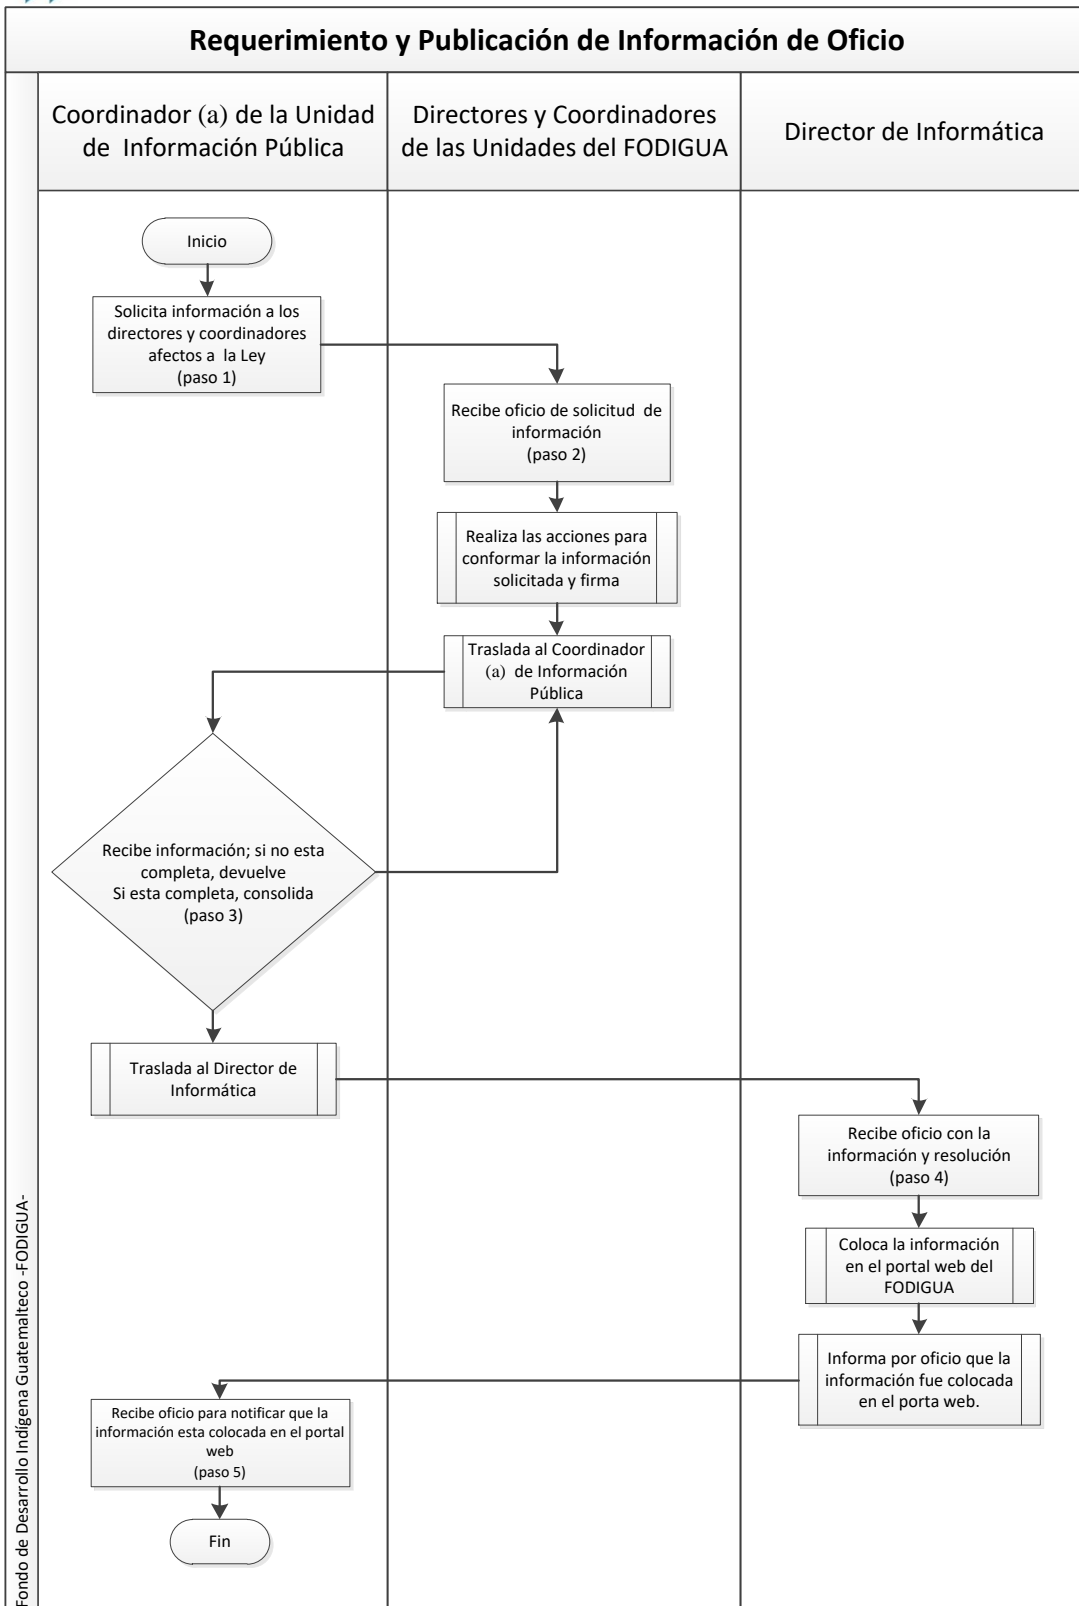 Requerimiento y Publicación de Información de Oficio
Coordinador (a) de la Unidad
de Información Pública
Directores y Coordinadores
de las Unidades del FODIGUA
Director de Informática
Inicio
Solicita información a los
directores y coordinadores
afectos a la Ley
(paso 1)
Recibe oficio de solicitud de
información
(paso 2)
Realiza las acciones para
conformar la información
solicitada y firma
Traslada al Coordinador
(a) de Información
Pública
Recibe información; si no esta
completa, devuelve
Si esta completa, consolida
(paso 3)
Traslada al Director de
Informática
Recibe oficio con la
información y resolución
(paso 4)
Coloca la información
en el portal web del
FODIGUA
Informa por oficio que la
información fue colocada
en el porta web.
Recibe oficio para notificar que la
información esta colocada en el portal
web
(paso 5)
Fin
Fondo de Desarrollo Indígena Guatemalteco -FODIGUA-